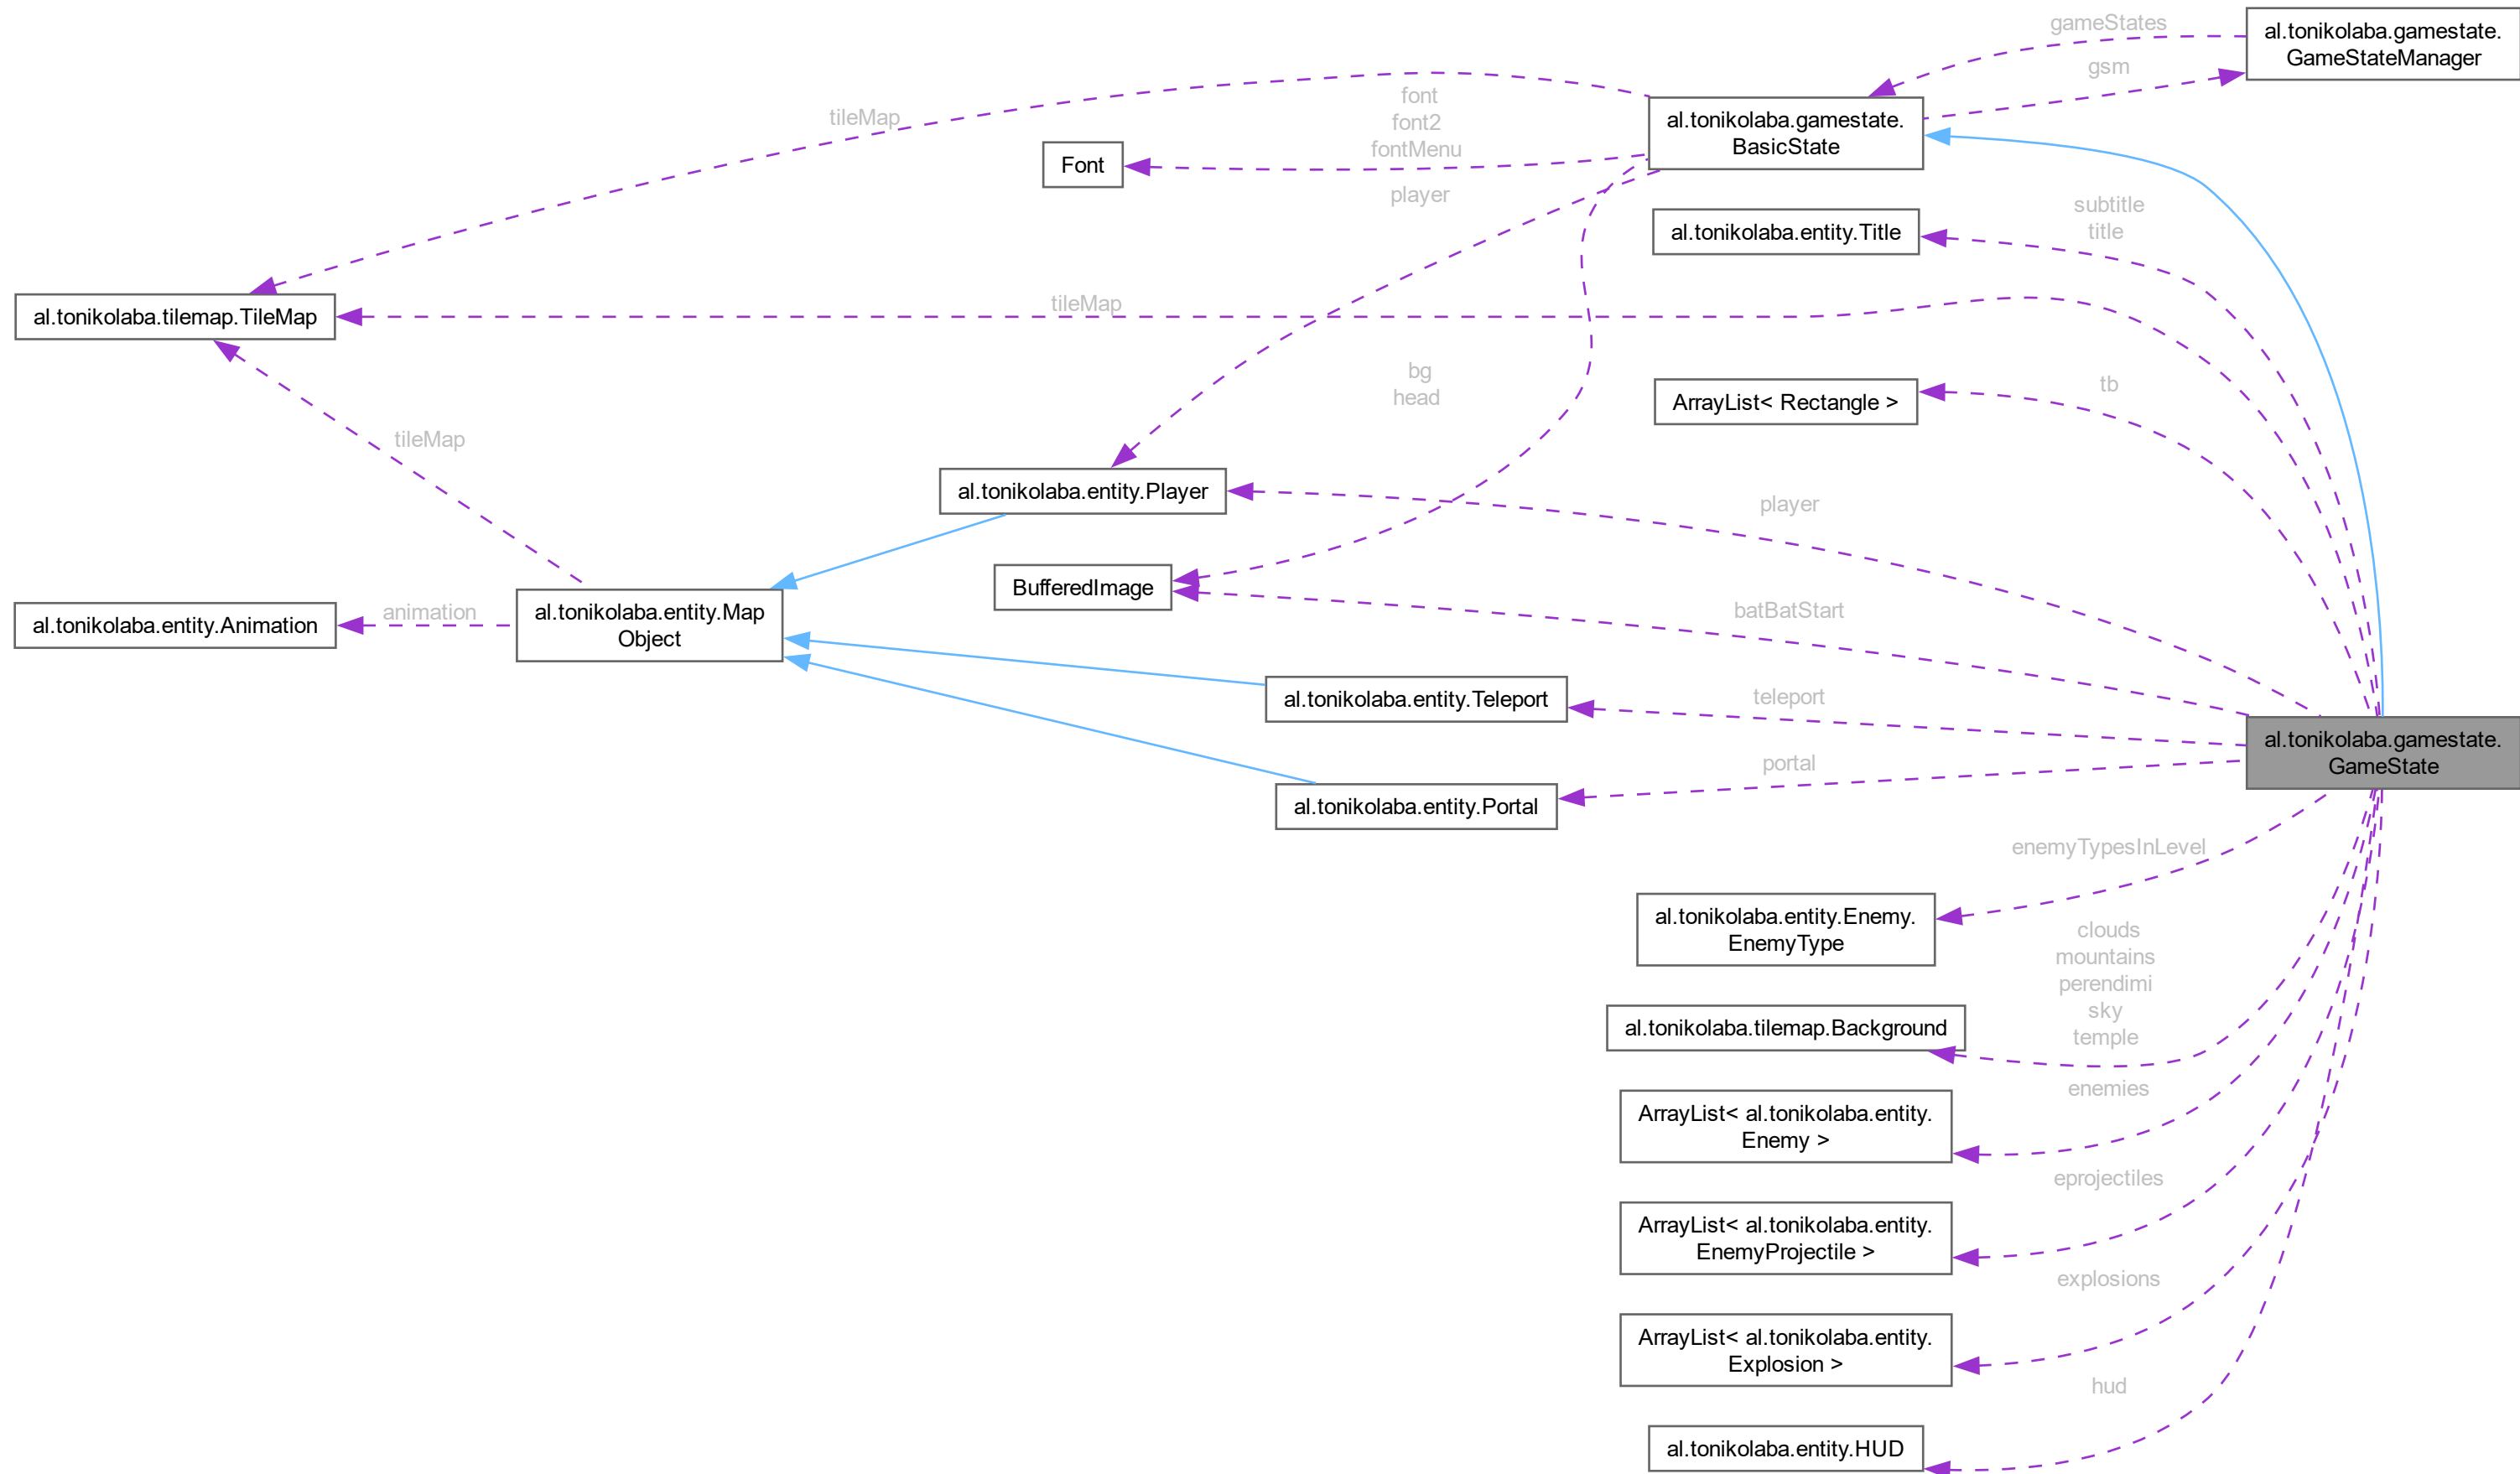 gameStates
al.tonikolaba.gamestate.
GameStateManager
gsm
font
font2
fontMenu
tileMap
al.tonikolaba.gamestate.
BasicState
Font
player
subtitle
title
al.tonikolaba.entity.Title
al.tonikolaba.tilemap.TileMap
tileMap
bg
head
ArrayList< Rectangle >
tb
tileMap
al.tonikolaba.entity.Player
player
BufferedImage
batBatStart
al.tonikolaba.entity.Animation
animation
al.tonikolaba.entity.Map
Object
al.tonikolaba.entity.Teleport
teleport
al.tonikolaba.gamestate.
GameState
portal
al.tonikolaba.entity.Portal
enemyTypesInLevel
al.tonikolaba.entity.Enemy.
EnemyType
clouds
mountains
perendimi
sky
temple
al.tonikolaba.tilemap.Background
enemies
ArrayList< al.tonikolaba.entity.
Enemy >
eprojectiles
ArrayList< al.tonikolaba.entity.
EnemyProjectile >
explosions
ArrayList< al.tonikolaba.entity.
Explosion >
hud
al.tonikolaba.entity.HUD